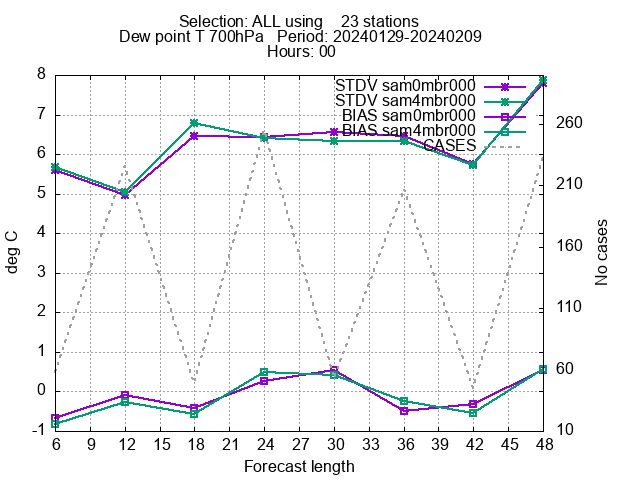 Selection: ALL using    23 stations
Dew point T 700hPa   Period: 20240129-20240209
Hours: 00
STDV sam0mbr000
STDV sam4mbr000
BIAS sam0mbr000
BIAS sam4mbr000
CASES
deg C
8
7
6
5
4
3
2
1
0
-1
No cases
260
210
160
110
60
10
6 9 12 15 18 21 24 27 30 33 36 39 42 45 48
Forecast length